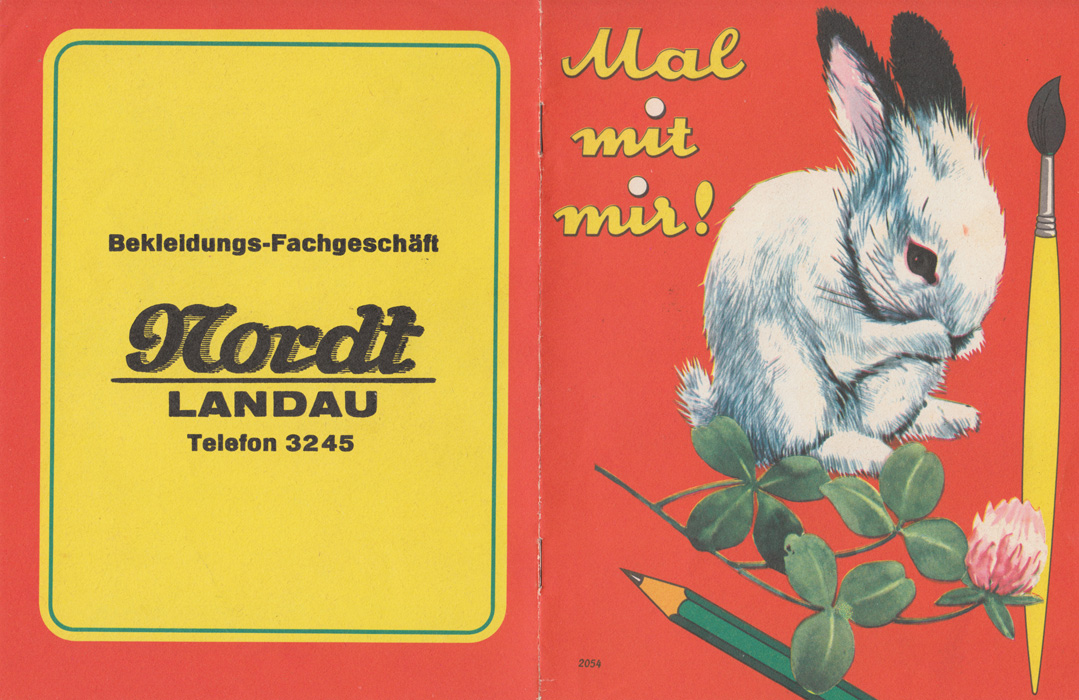 Bekleidungs-Fachgeschäft
Nordt
LANDAU
Telefon 3245
Mal
mit
mir!
2054